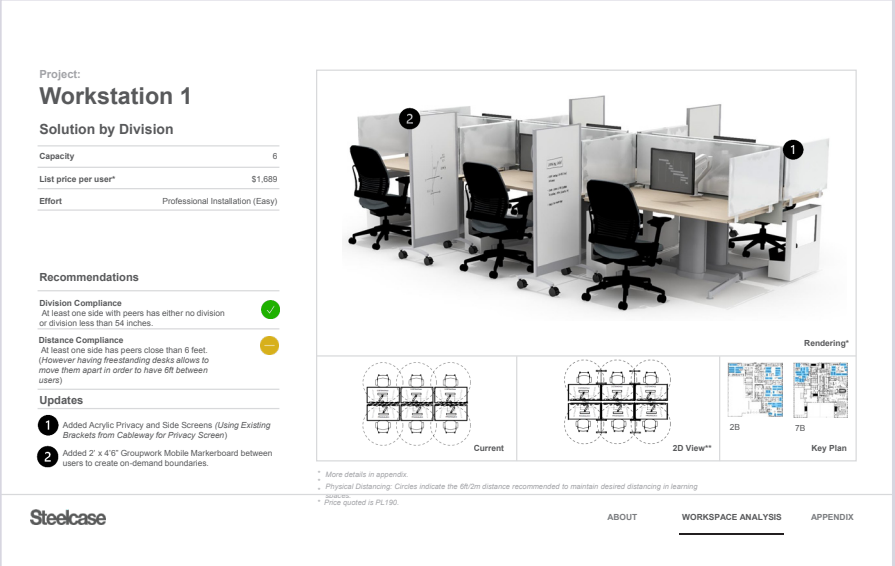 Project:
Workstation 1
Solution by Division
Capacity 6
List price per user* $1,689
Effort Professional Installation (Easy)
Recommendations
Division Compliance
At least one side with peers has either no division
or division less than 54 inches.
Distance Compliance
At least one side has peers close than 6 feet.
(However having freestanding desks allows to
move them apart in order to have 6ft between
users)
Updates
1 Added Acrylic Privacy and Side Screens (Using Existing
Brackets from Cableway for Privacy Screen)
2 Added 2' x 4'6" Groupwork Mobile Markerboard between
users to create on-demand boundaries.
2
1
Rendering*
Current
2D View**
2B
7B
Key Plan
* More details in appendix.
*
* Physical Distancing: Circles indicate the 6ft/2m distance recommended to maintain desired distancing in learning
spaces.
* Price quoted is PL190.
Steelcase
ABOUT
WORKSPACE ANALYSIS
APPENDIX